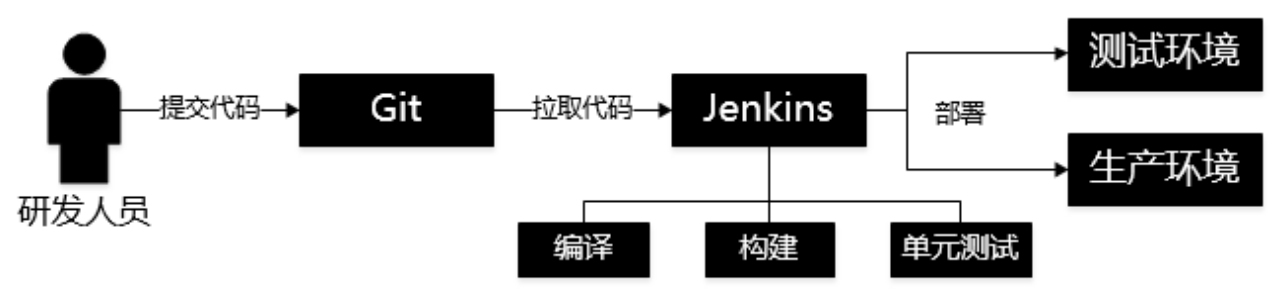 研发人员
提交代码
Git
拉取代码
Jenkins
部署
测试环境
生产环境
编译
构建
单元测试